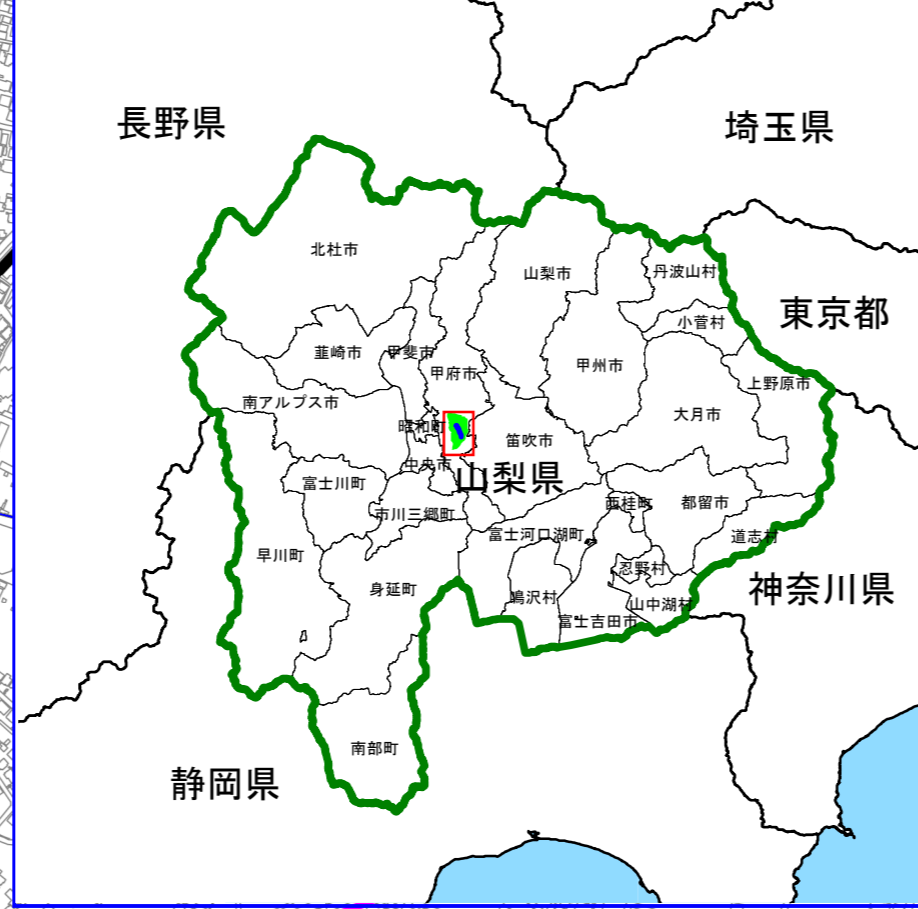 長野県
埼玉県
北杜市
山梨市
丹波山村
東京都
小菅村
韮崎市
甲斐市
甲府市
甲州市
上野原市
南アルプス市
大月市
昭和町
笛吹市
中央市
山梨県
富士川町
西桂町
都留市
市川三郷町
富士河口湖町
道志村
早川町
忍野村
身延町
神奈川県
鳴沢村
山中湖村
富士吉田市
南部町
静岡県